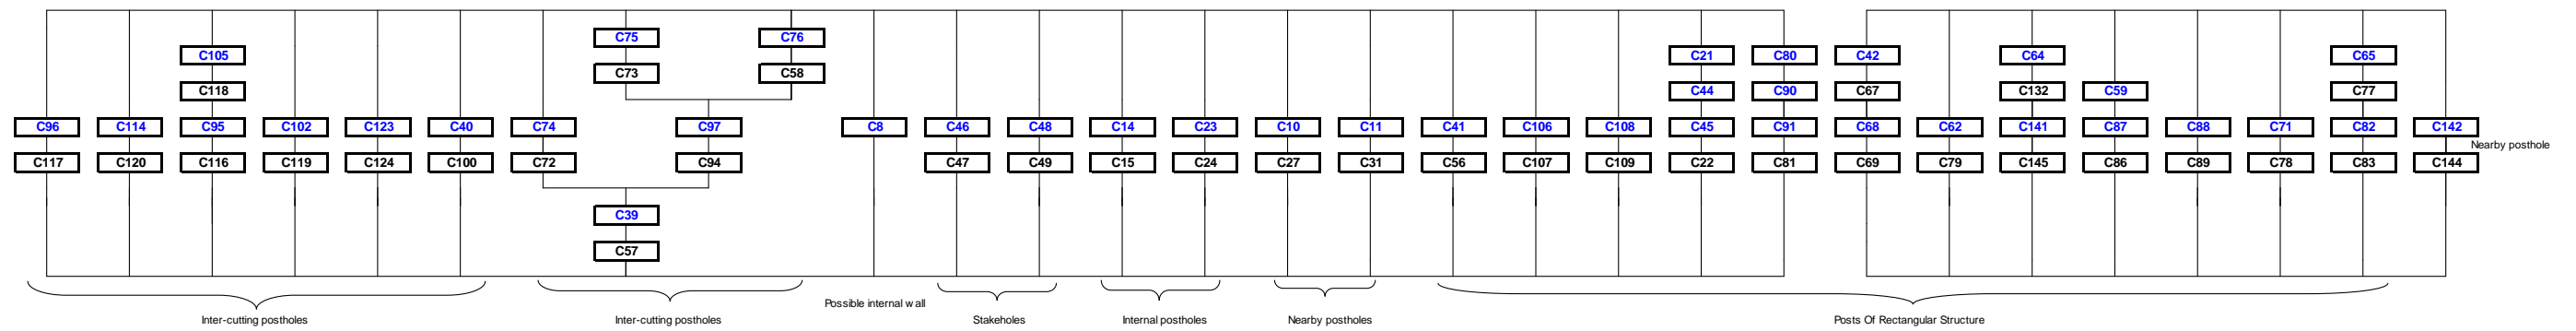 C75 C76
C105 C21 C80 C42 C64 C65
C73 C58
C118 C44 C90 C67 C132 C59 C77
C96 C114 C95 C102 C123 C40 C74 C97 C8 C46 C48 C14 C23 C10 C11 C41 C106 C108 C45 C91 C68 C62 C141 C87 C88 C71 C82 C142
Nearby posthole
C117 C120 C116 C119 C124 C100 C72 C94 C47 C49 C15 C24 C27 C31 C56 C107 C109 C22 C81 C69 C79 C145 C86 C89 C78 C83 C144
C39
C57
Possible internal wall
Inter-cutting postholes Inter-cutting postholes Stakeholes Internal postholes Nearby postholes Posts Of Rectangular Structure